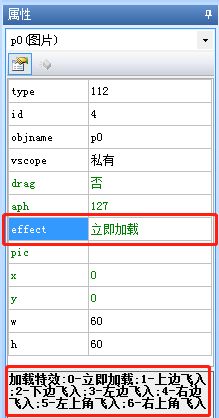 属性
p0(图片)
type 112
id 4
objname p0
vscope 私有
drag 否
aph 127
effect 立即加载
pic
x 0
y 0
w 60
h 60
加载特效:0-立即加载;1-上边飞入
;2-下边飞入;3-左边飞入;4-右边
飞入;5-左上角飞入;6-右上角飞入